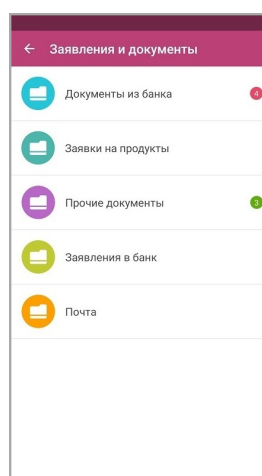 Заявления и документы
Документы из банка 4
Заявки на продукты
Прочие документы 3
Заявления в банк
Почта